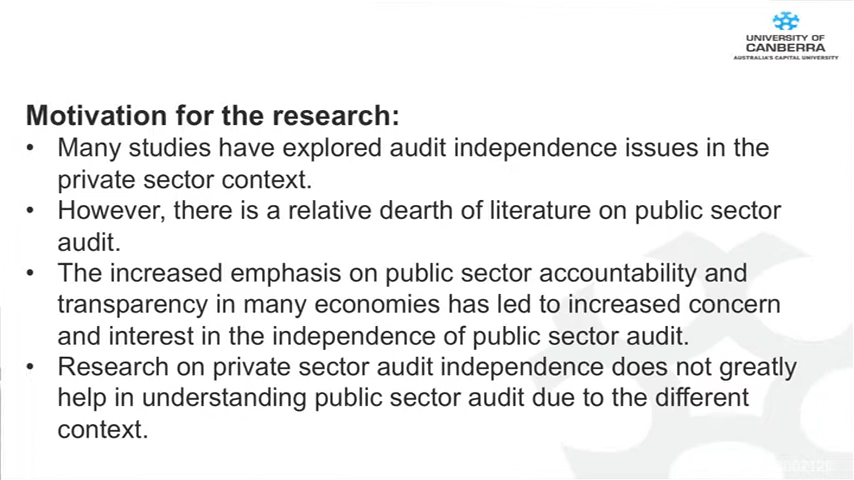 UNIVERSITY OF
CANBERRA
AUSTRALIA'S CAPITAL UNIVERSITY
Motivation for the research:
• Many studies have explored audit independence issues in the
private sector context.
• However, there is a relative dearth of literature on public sector
audit.
• The increased emphasis on public sector accountability and
transparency in many economies has led to increased concern
and interest in the independence of public sector audit.
• Research on private sector audit independence does not greatly
help in understanding public sector audit due to the different
context.